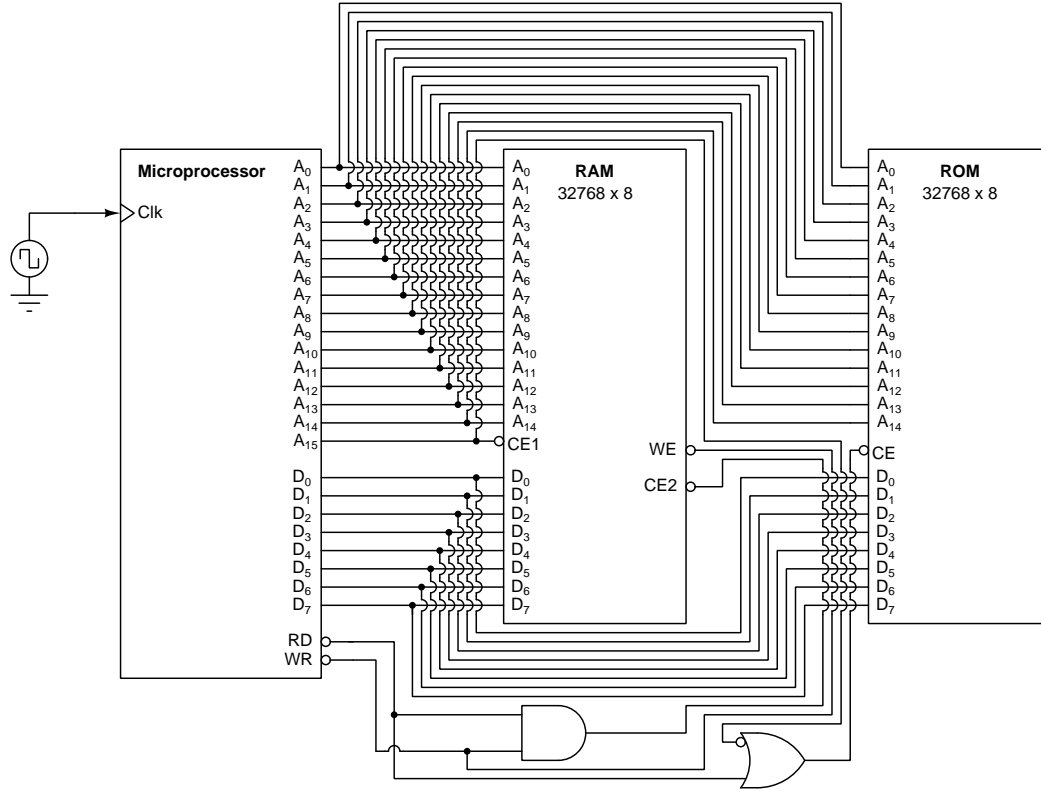 Microprocessor
Clk
A0
A1
A2
A3
A4
A5
A6
A7
A8
A9
A10
A11
A12
A13
A14
A15
D0
D1
D2
D3
D4
D5
D6
D7
RD
WR
RAM
32768 x 8
A0
A1
A2
A3
A4
A5
A6
A7
A8
A9
A10
A11
A12
A13
A14
CE1
D0
D1
D2
D3
D4
D5
D6
D7
WE
CE2
ROM
32768 x 8
A0
A1
A2
A3
A4
A5
A6
A7
A8
A9
A10
A11
A12
A13
A14
CE
D0
D1
D2
D3
D4
D5
D6
D7